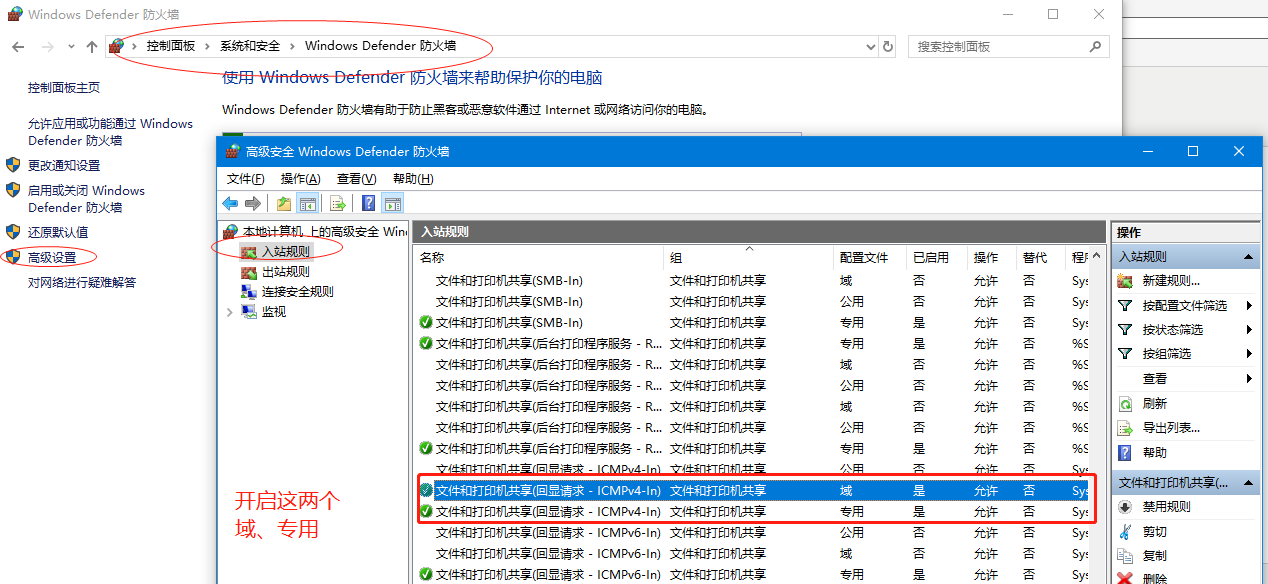 Windows Defender 防火墙
控制面板 系统和安全 Windows Defender 防火墙
搜索控制面板
控制面板主页
允许应用或功能通过 Windows
Defender 防火墙
更改通知设置
启用或关闭 Windows
Defender 防火墙
还原默认值
高级设置
对网络进行疑难解答
使用 Windows Defender 防火墙来帮助保护你的电脑
Windows Defender 防火墙有助于防止黑客或恶意软件通过 Internet 或网络访问你的电脑。
高级安全 Windows Defender 防火墙
文件(F) 操作(A) 查看(V) 帮助(H)
本地计算机 上的高级安全 Win
入站规则
出站规则
连接安全规则
监视
开启这两个
域、专用
入站规则
名称 组 配置文件 已启用 操作 替代 程
文件和打印机共享(SMB-In) 文件和打印机共享 域 否 允许 否 Sys
文件和打印机共享(SMB-In) 文件和打印机共享 公用 否 允许 否 Sys
文件和打印机共享(SMB-In) 文件和打印机共享 专用 是 允许 否 Sys
文件和打印机共享(后台打印程序服务 - R... 文件和打印机共享 专用 是 允许 否 %S
文件和打印机共享(后台打印程序服务 - R... 文件和打印机共享 域 否 允许 否 %S
文件和打印机共享(后台打印程序服务 - R... 文件和打印机共享 公用 否 允许 否 %S
文件和打印机共享(后台打印程序服务 - R... 文件和打印机共享 域 否 允许 否 %S
文件和打印机共享(后台打印程序服务 - R... 文件和打印机共享 公用 否 允许 否 %S
文件和打印机共享(后台打印程序服务 - R... 文件和打印机共享 专用 是 允许 否 %S
文件和打印机共享(回显请求 - ICMPv4-In) 文件和打印机共享 公用 否 允许 否 Sys
文件和打印机共享(回显请求 - ICMPv4-In) 文件和打印机共享 域 是 允许 否 Sys
文件和打印机共享(回显请求 - ICMPv4-In) 文件和打印机共享 专用 是 允许 否 Sys
文件和打印机共享(回显请求 - ICMPv6-In) 文件和打印机共享 公用 否 允许 否 Sys
文件和打印机共享(回显请求 - ICMPv6-In) 文件和打印机共享 域 否 允许 否 Sys
文件和打印机共享(回显请求 - ICMPv6-In) 文件和打印机共享 专用 是 允许 否 Sys
操作
入站规则
新建规则...
按配置文件筛选
按状态筛选
按组筛选
查看
刷新
导出列表...
帮助
文件和打印机共享(...
禁用规则
剪切
复制
删除